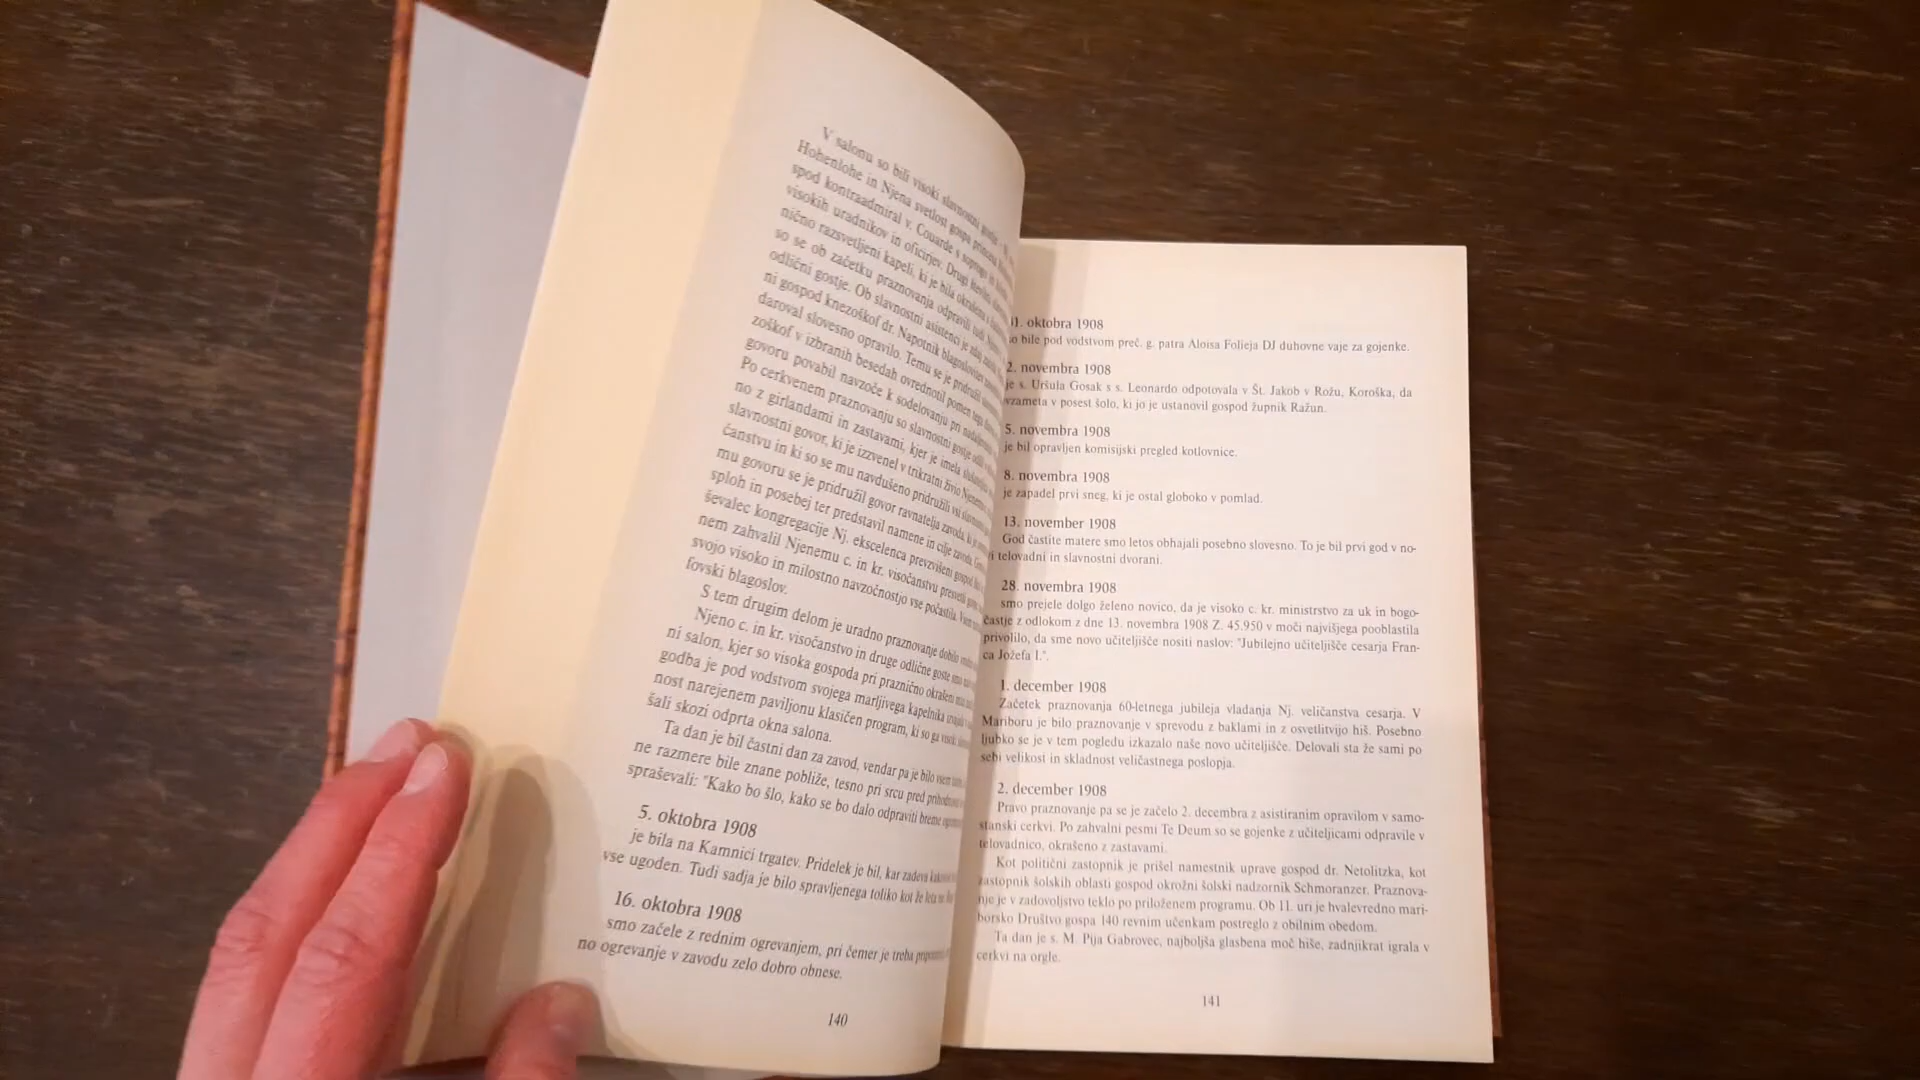 V salonu so bili visoki slavnostni gostje
Hohenlohe in Njena svetlost gospa princesa
spod kontraadmiral v. Couarde s soprogo in
visokih uradnikov in oficirjev. Drugi
nično razsvetljeni kapeli, ki je bila okrašena s
so se ob začetku praznovanja odpravili tudi
odlični gostje. Ob slavnostni asistenci je zdaj
ni gospod knezoškof dr. Napotnik blagoslovitev
daroval slovesno opravilo. Temu se je pridružil
zoškof v izbranih besedah ovrednotil pomen tega
govoru povabil navzoče k sodelovanju pri
Po cerkvenem praznovanju so slavnostni gostje odšli
no z girlandami in zastavami, kjer je imela
slavnostni govor, ki je izzvenel v trikratni živio Njenemu
čanstvu in ki so se mu navdušeno pridružili vsi
mu govoru se je pridružil govor ravnatelja zavoda, ki je
sploh in posebej ter predstavil namene in cilje zavoda.
ševalec kongregacije Nj. ekscelenca prevzvišeni gospod
nem zahvalil Njenemu c. in kr. visočanstvu presveti
svojo visoko in milostno navzočnostjo vse počastila.
fovski blagoslov.
S tem drugim delom je uradno praznovanje dobilo
Njeno c. in kr. visočanstvo in druge odlične goste smo
ni salon, kjer so visoka gospoda pri praznično okrašeni
godba je pod vodstvom svojega marljivega kapelnika
nost narejenem paviljonu klasičen program, ki so ga
šali skozi odprta okna salona.
Ta dan je bil častni dan za zavod, vendar pa je bilo vsem
ne razmere bile znane pobliže, tesno pri srcu pred
spraševali: "Kako bo šlo, kako se bo dalo odpraviti breme
5. oktobra 1908
je bila na Kamnici trgatev. Pridelek je bil, kar zadeva
vse ugoden. Tudi sadja je bilo spravljenega toliko kot že leta
16. oktobra 1908
smo začele z rednim ogrevanjem, pri čemer je treba
no ogrevanje v zavodu zelo dobro obnese.
140
oktobra 1908
so bile pod vodstvom preč. g. patra Aloisa Folieja DJ duhovne vaje za gojenke.
2. novembra 1908
je s. Uršula Gosak s s. Leonardo odpotovala v Št. Jakob v Rožu, Koroška, da
vzameta v posest šolo, ki jo je ustanovil gospod župnik Ražun.
5. novembra 1908
je bil opravljen komisijski pregled kotlovnice.
8. novembra 1908
je zapadel prvi sneg, ki je ostal globoko v pomlad.
13. november 1908
God častite matere smo letos obhajali posebno slovesno. To je bil prvi god v no-
i telovadni in slavnostni dvorani.
28. novembra 1908
smo prejele dolgo želeno novico, da je visoko c. kr. ministrstvo za uk in bogo-
častje z odlokom z dne 13. novembra 1908 Z. 45.950 v moči najvišjega pooblastila
privolilo, da sme novo učiteljišče nositi naslov: "Jubilejno učiteljišče cesarja Fran-
ca Jožefa I.".
1. december 1908
Začetek praznovanja 60-letnega jubileja vladanja Nj. veličanstva cesarja. V
Mariboru je bilo praznovanje v sprevodu z baklami in z osvetlitvijo hiš. Posebno
ljubko se je v tem pogledu izkazalo naše novo učiteljišče. Delovali sta že sami po
sebi velikost in skladnost veličastnega poslopja.
2. december 1908
Pravo praznovanje pa se je začelo 2. decembra z asistiranim opravilom v samo-
stanski cerkvi. Po zahvalni pesmi Te Deum so se gojenke z učiteljicami odpravile v
telovadnico, okrašeno z zastavami.
Kot politični zastopnik je prišel namestnik uprave gospod dr. Netolitzka, kot
zastopnik šolskih oblasti gospod okrožni šolski nadzornik Schmoranzer. Praznova-
nje je v zadovoljstvo teklo po priloženem programu. Ob 11. uri je hvalevredno mari-
borsko Društvo gospa 140 revnim učenkam postreglo z obilnim obedom.
Ta dan je s. M. Pija Gabrovec, najboljša glasbena moč hiše, zadnjikrat igrala v
cerkvi na orgle.
141